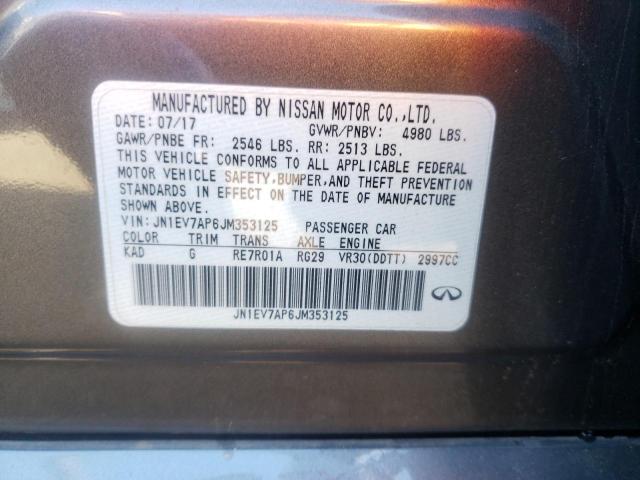 MANUFACTURED BY NISSAN MOTOR CO.,LTD.
DATE: 07/17 GVWR/PNBV: 4980 LBS.
GAWR/PNBE FR: 2546 LBS. RR: 2513 LBS.
THIS VEHICLE CONFORMS TO ALL APPLICABLE FEDERAL
MOTOR VEHICLE SAFETY,BUMPER,AND THEFT PREVENTION
STANDARDS IN EFFECT ON THE DATE OF MANUFACTURE
SHOWN ABOVE.
VIN: JN1EV7AP6JM353125 PASSENGER CAR
COLOR TRIM TRANS AXLE ENGINE
KAD G RE7R01A RG29 VR30(DDTT) 2997CC
JN1EV7AP6JM353125